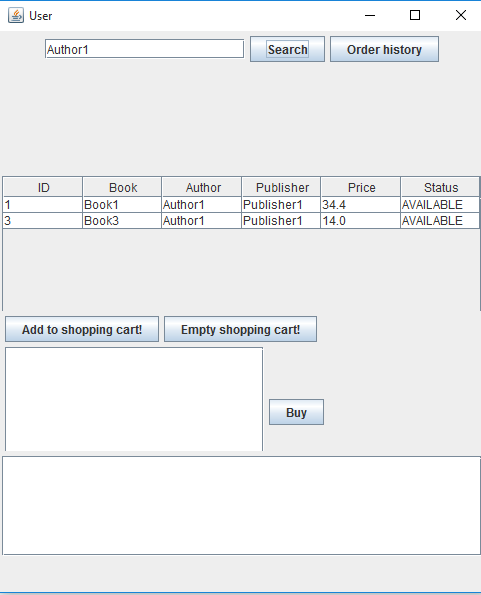 User
Author1 Search Order history
ID Book Author Publisher Price Status
1 Book1 Author1 Publisher1 34.4 AVAILABLE
3 Book3 Author1 Publisher1 14.0 AVAILABLE
Add to shopping cart! Empty shopping cart!
Buy